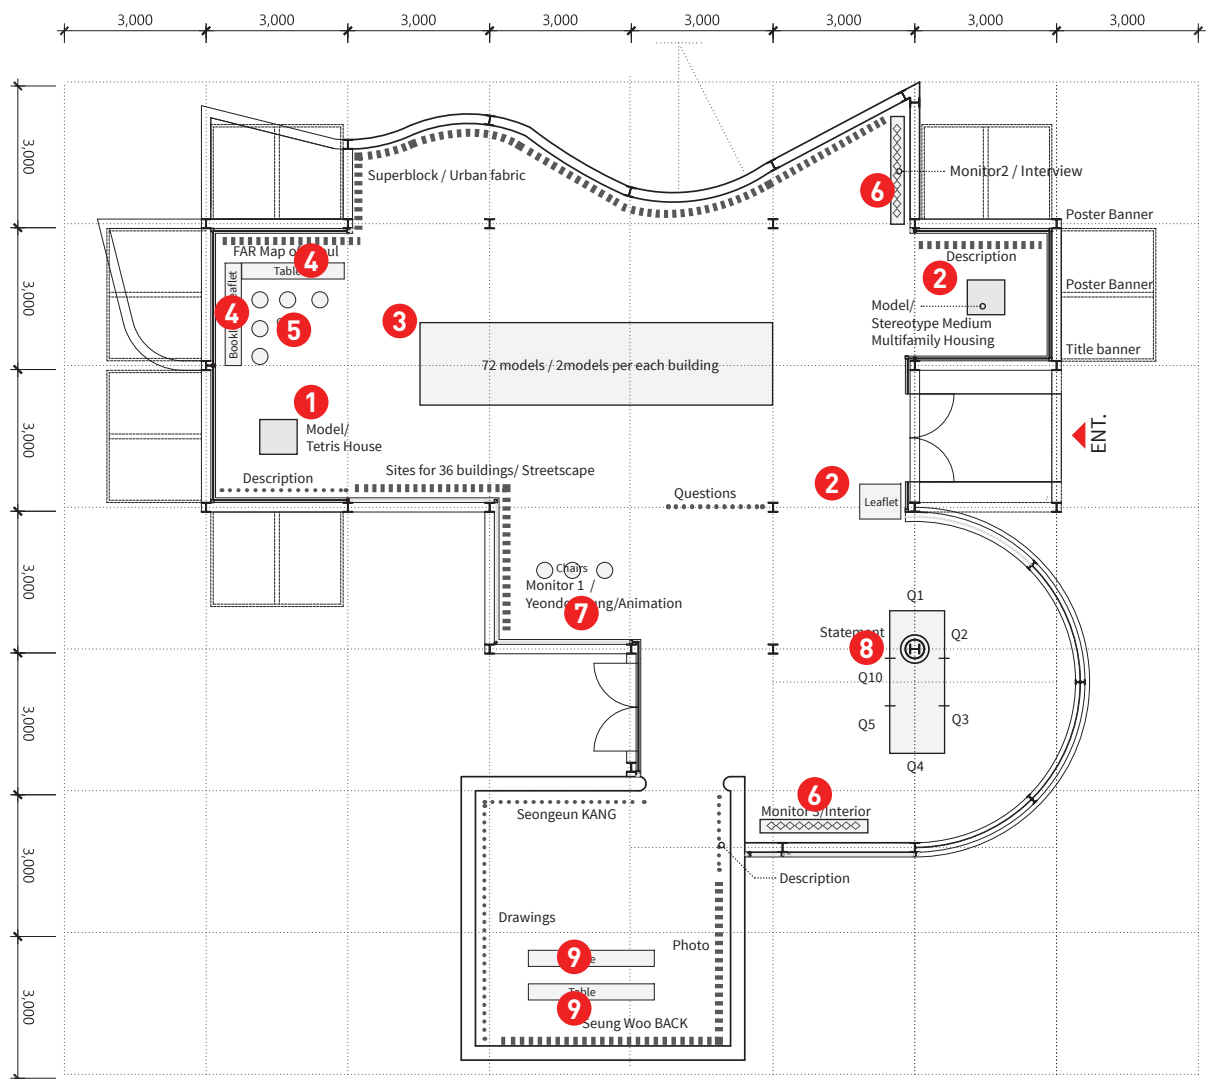 3,000 3,000 3,000 3,000 3,000 3,000 3,000 3,000
3,000
3,000
3,000
3,000
3,000
3,000
3,000
Superblock / Urban fabric
6
Monitor2 / Interview
Poster Banner
FAR Map of
4
Table
4
5
3
72 models / 2models per each building
Description
2
Poster Banner
Model/
Stereotype Medium
Multifamily Housing
Title banner
1
Model/
Tetris House
ENT.
Sites for 36 buildings/ Streetscape
Description
Questions
2
Leaflet
Chairs
Monitor 1 /
7
Q1
Statement
8
Q2
Q10
Q5
Q3
Q4
6
Seongeun KANG
Description
Drawings
Photo
9
Table
9
Seung Woo BACK